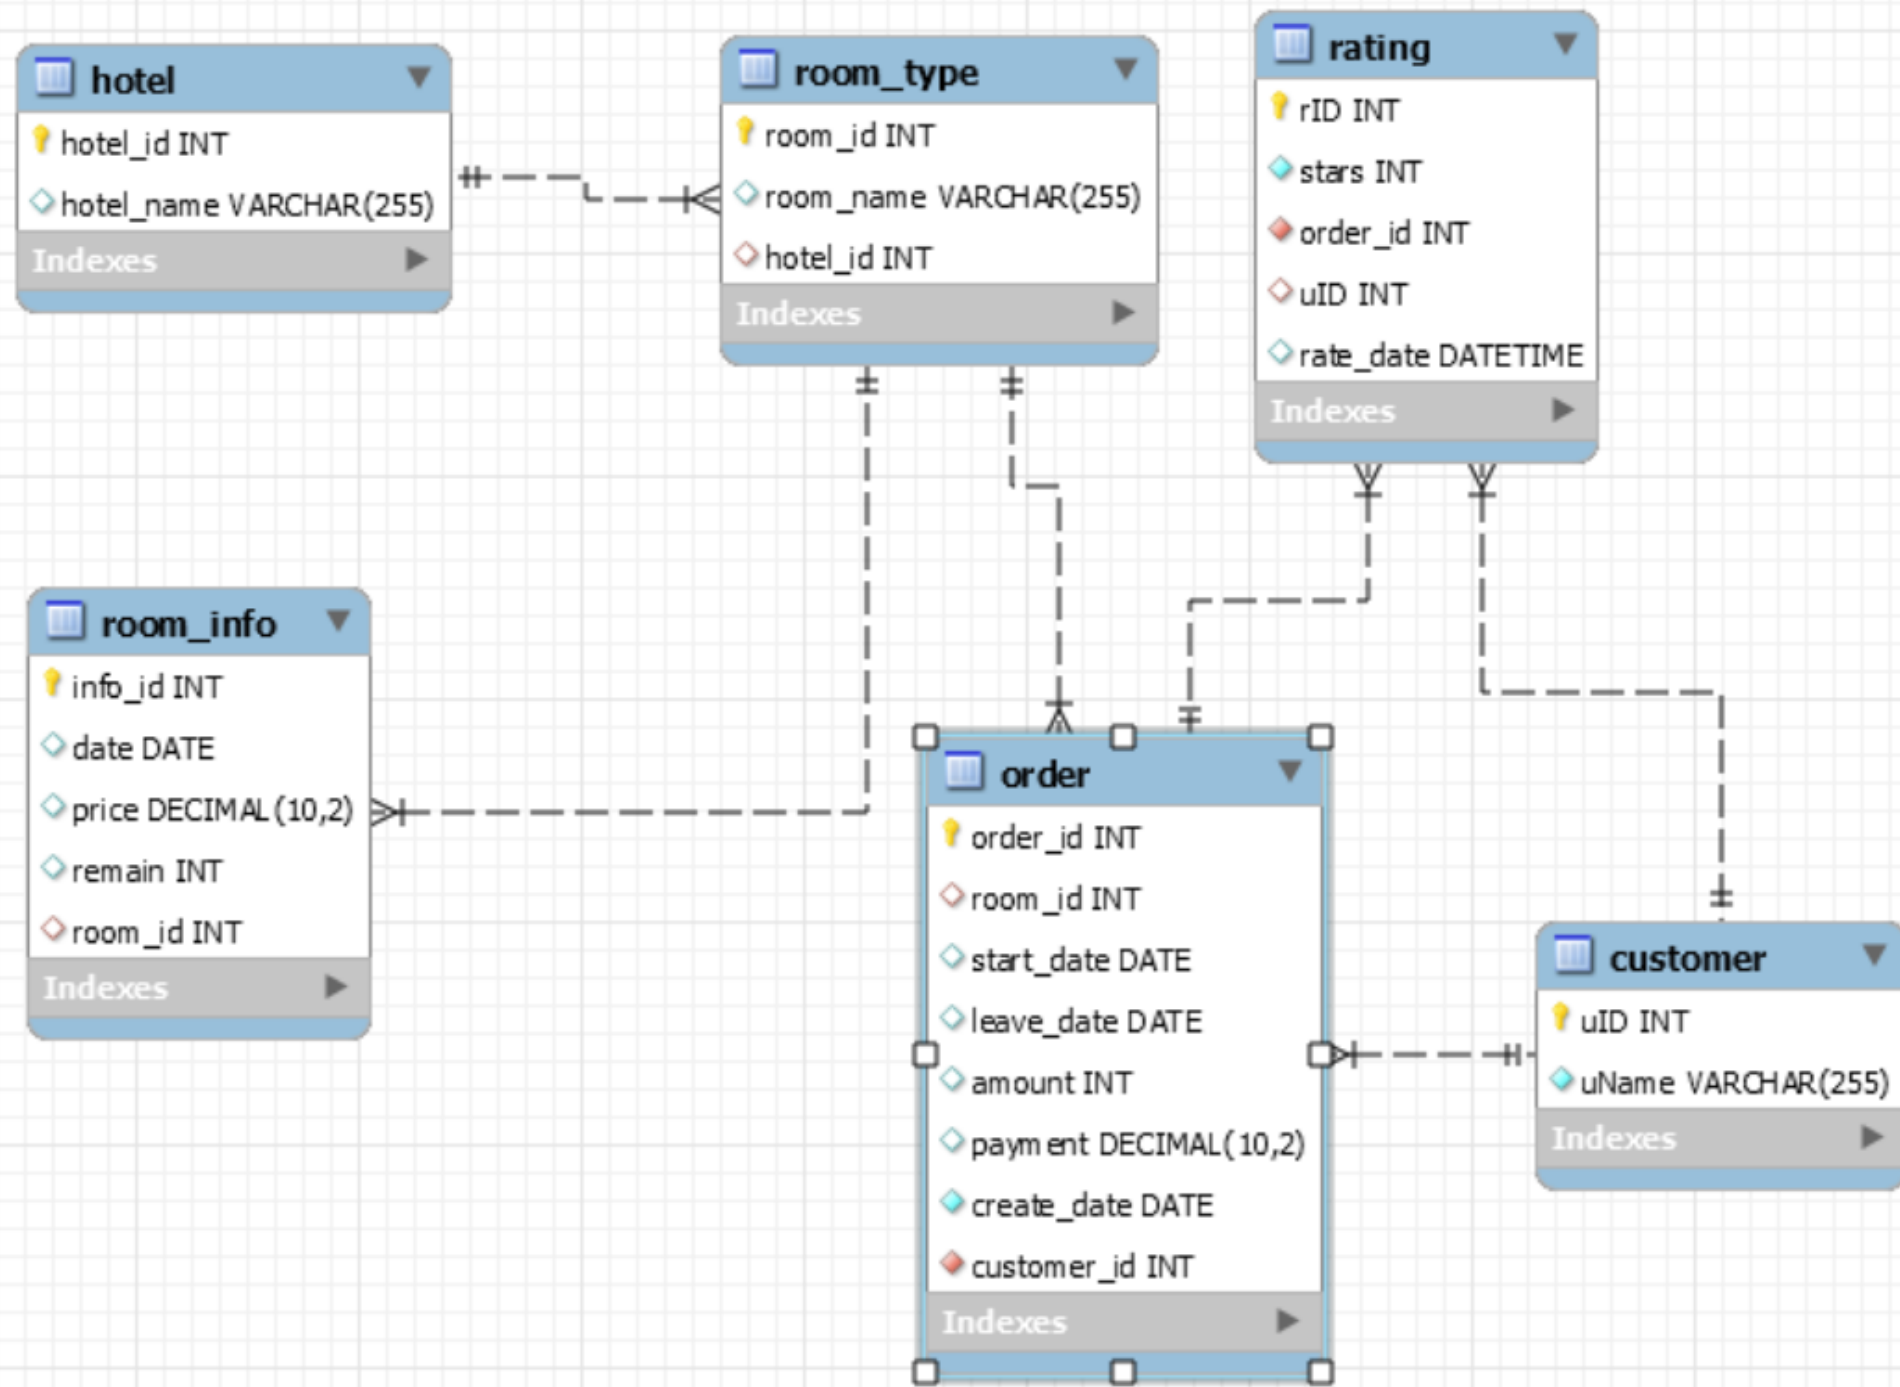 hotel
hotel_id INT
hotel_name VARCHAR(255)
Indexes
room_type
room_id INT
room_name VARCHAR(255)
hotel_id INT
Indexes
rating
rID INT
stars INT
order_id INT
uID INT
rate_date DATETIME
Indexes
room_info
info_id INT
date DATE
price DECIMAL(10,2)
remain INT
room_id INT
Indexes
order
order_id INT
room_id INT
start_date DATE
leave_date DATE
amount INT
payment DECIMAL(10,2)
create_date DATE
customer_id INT
Indexes
customer
uID INT
uName VARCHAR(255)
Indexes